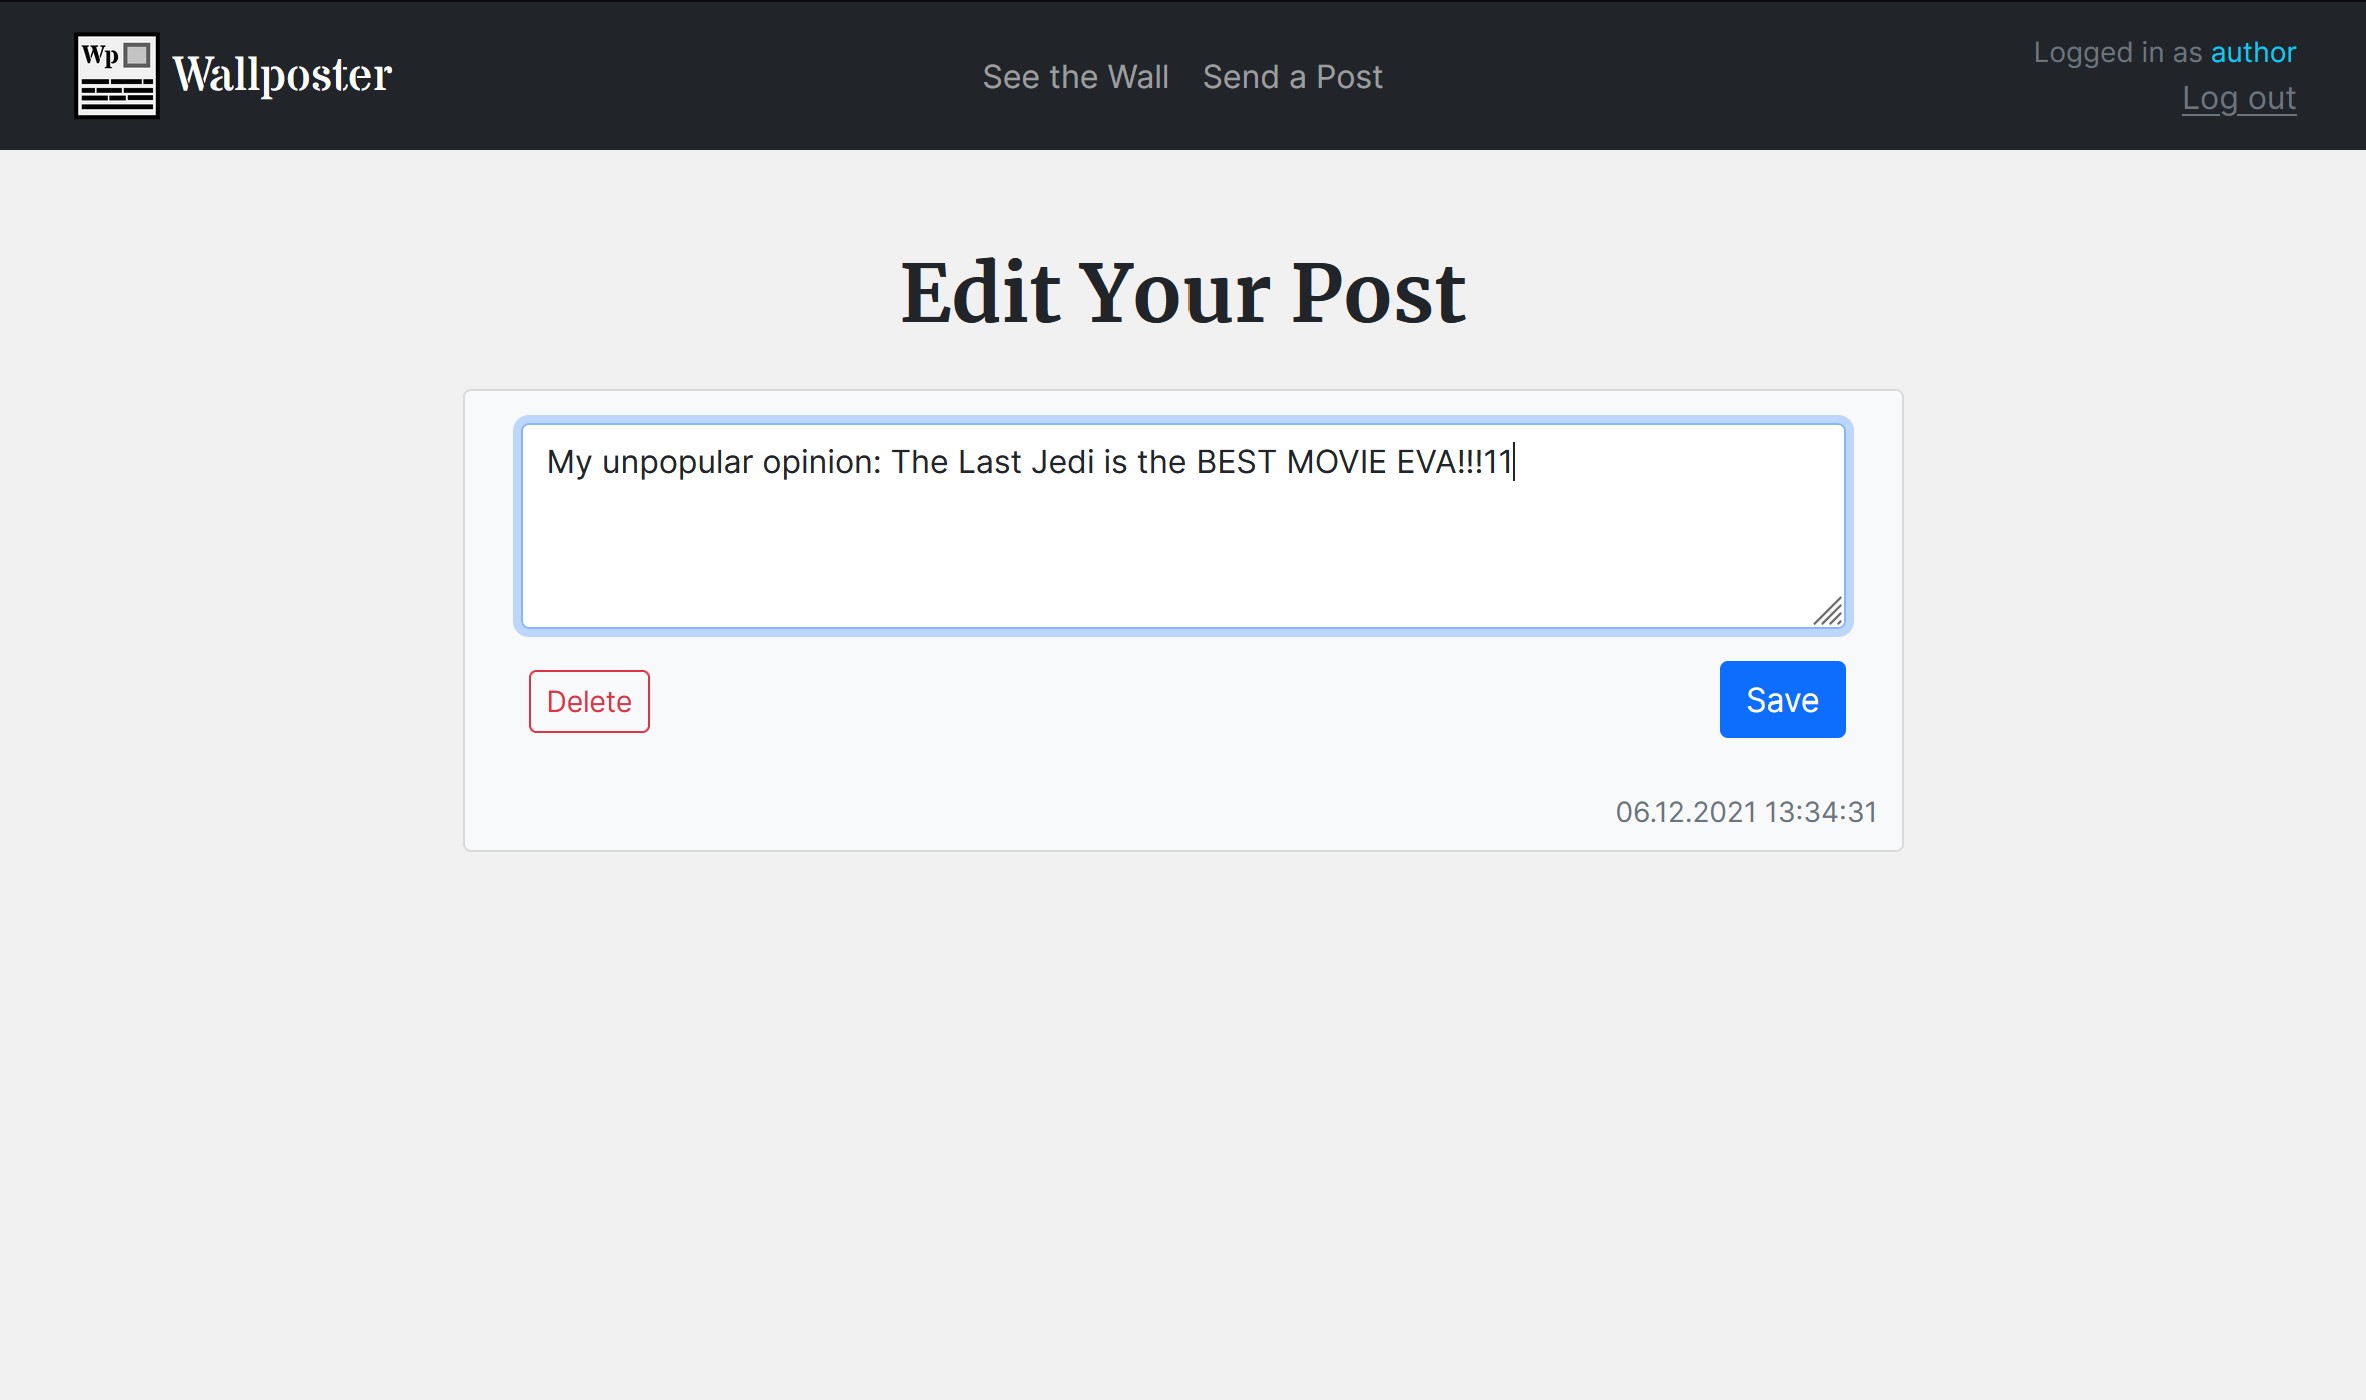 Wp
Wallposter
See the Wall
Send a Post
Logged in as author
Log out
Edit Your Post
My unpopular opinion: The Last Jedi is the BEST MOVIE EVA!!!11
Delete
Save
06.12.2021 13:34:31